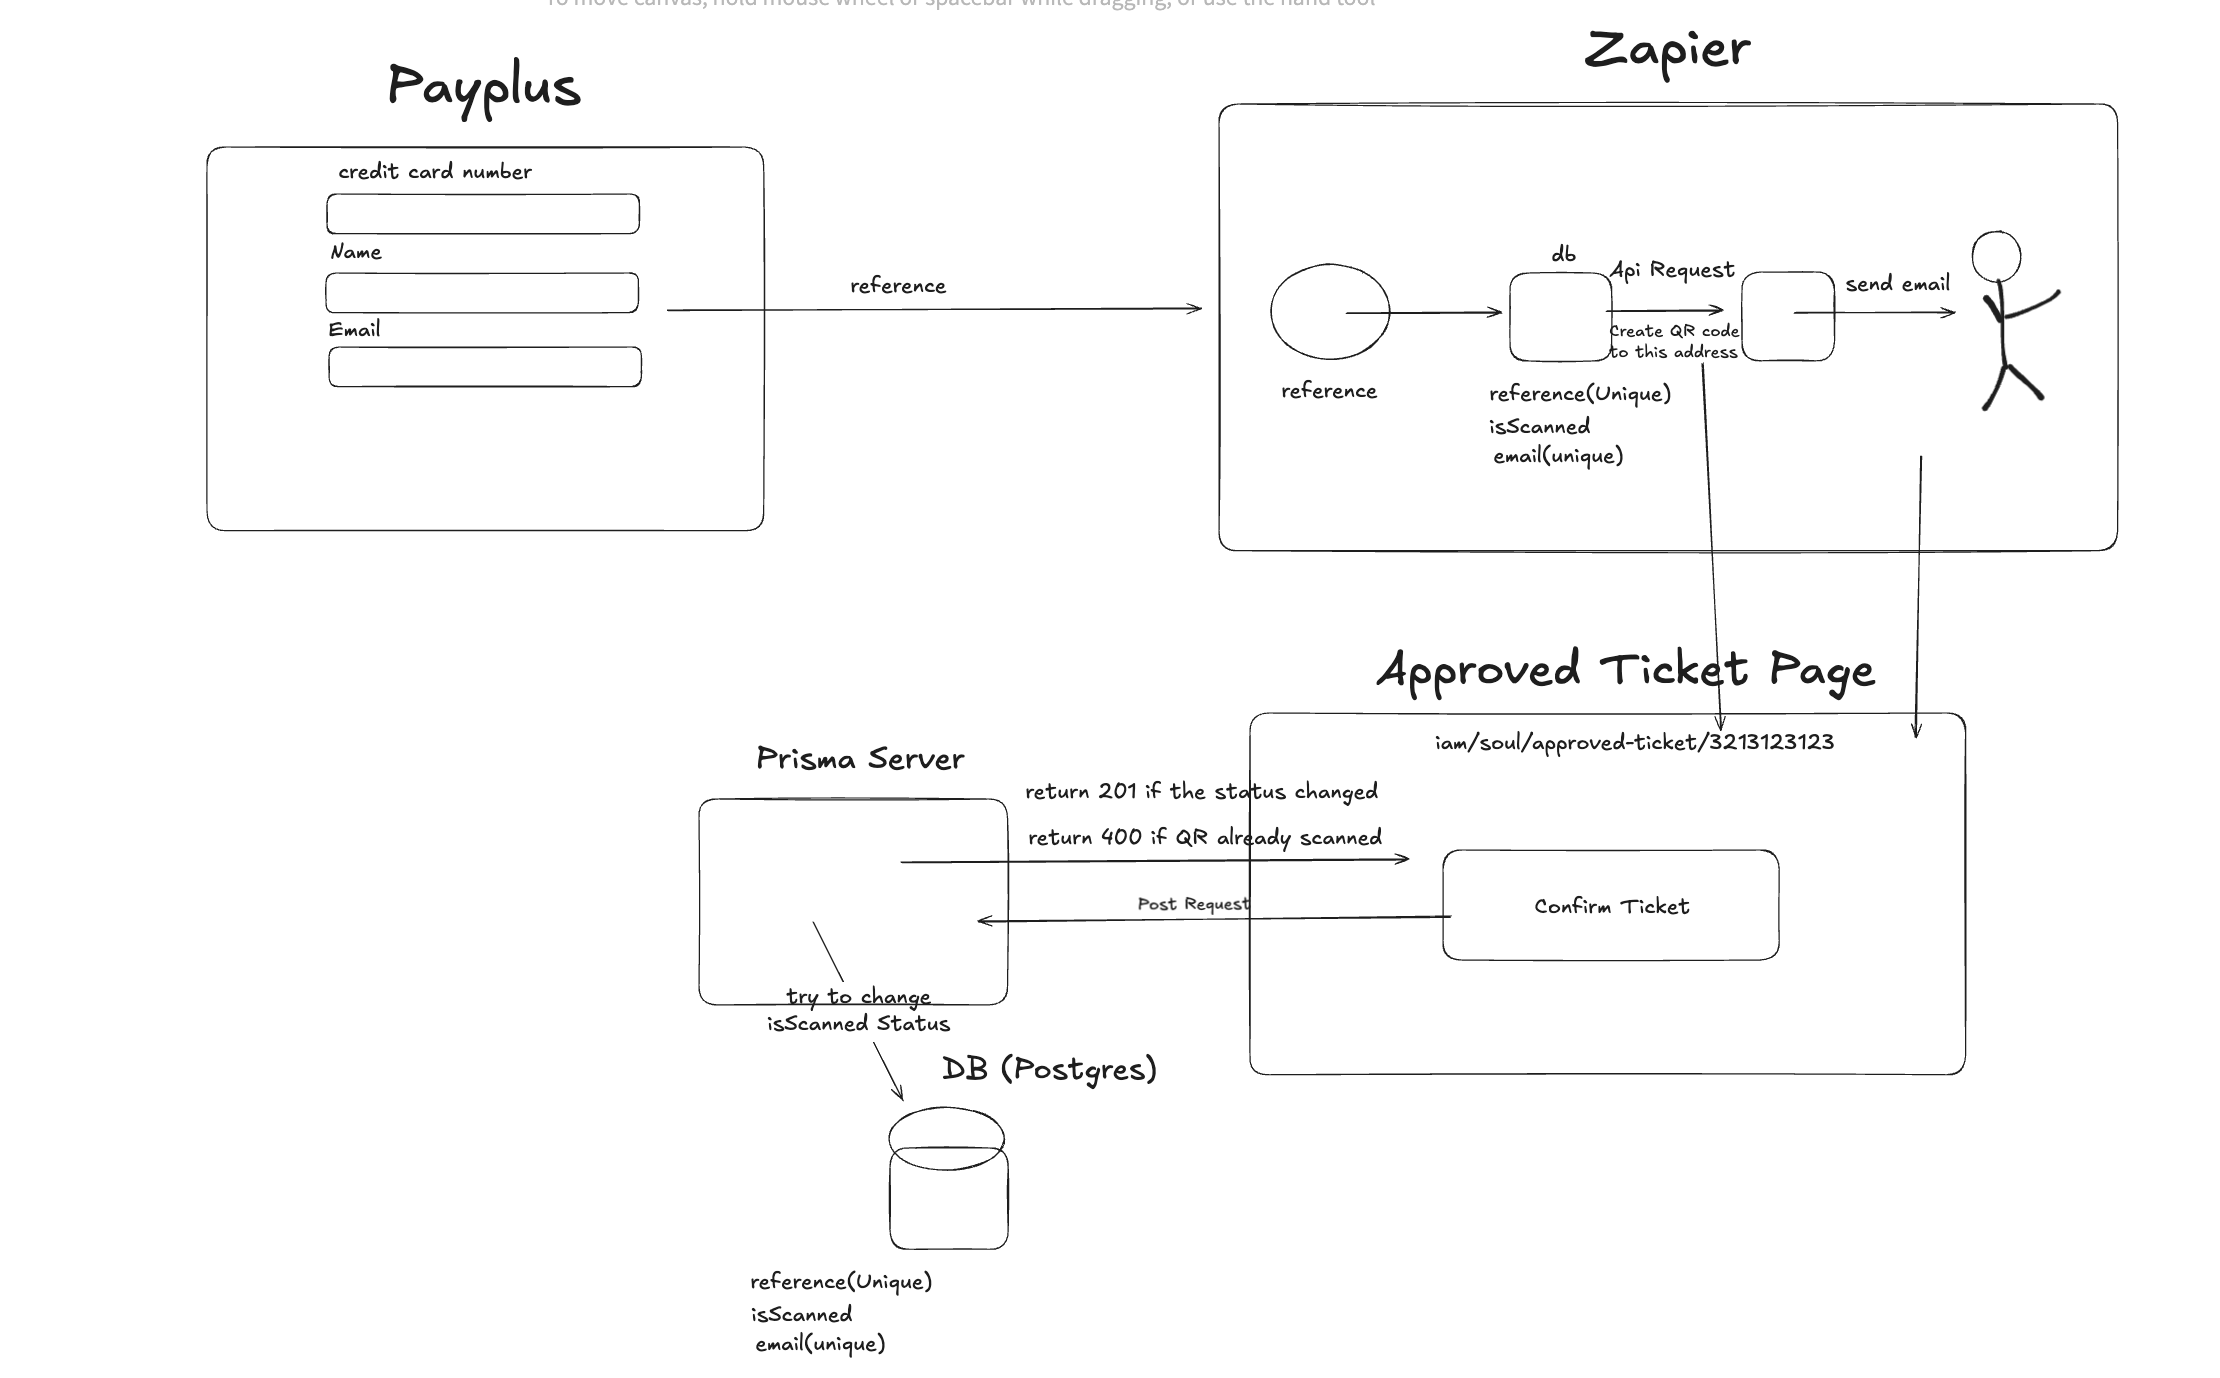 To move canvas, hold mouse wheel or spacebar while dragging, or use the hand tool
Payplus
credit card number
Name
Email
reference
Zapier
reference
db
Api Request
Create QR code
to this address
send email
reference(Unique)
isScanned
email(unique)
Approved Ticket Page
iam/soul/approved-ticket/3213123123
Confirm Ticket
Prisma Server
return 201 if the status changed
return 400 if QR already scanned
Post Request
try to change
isScanned Status
DB (Postgres)
reference(Unique)
isScanned
email(unique)